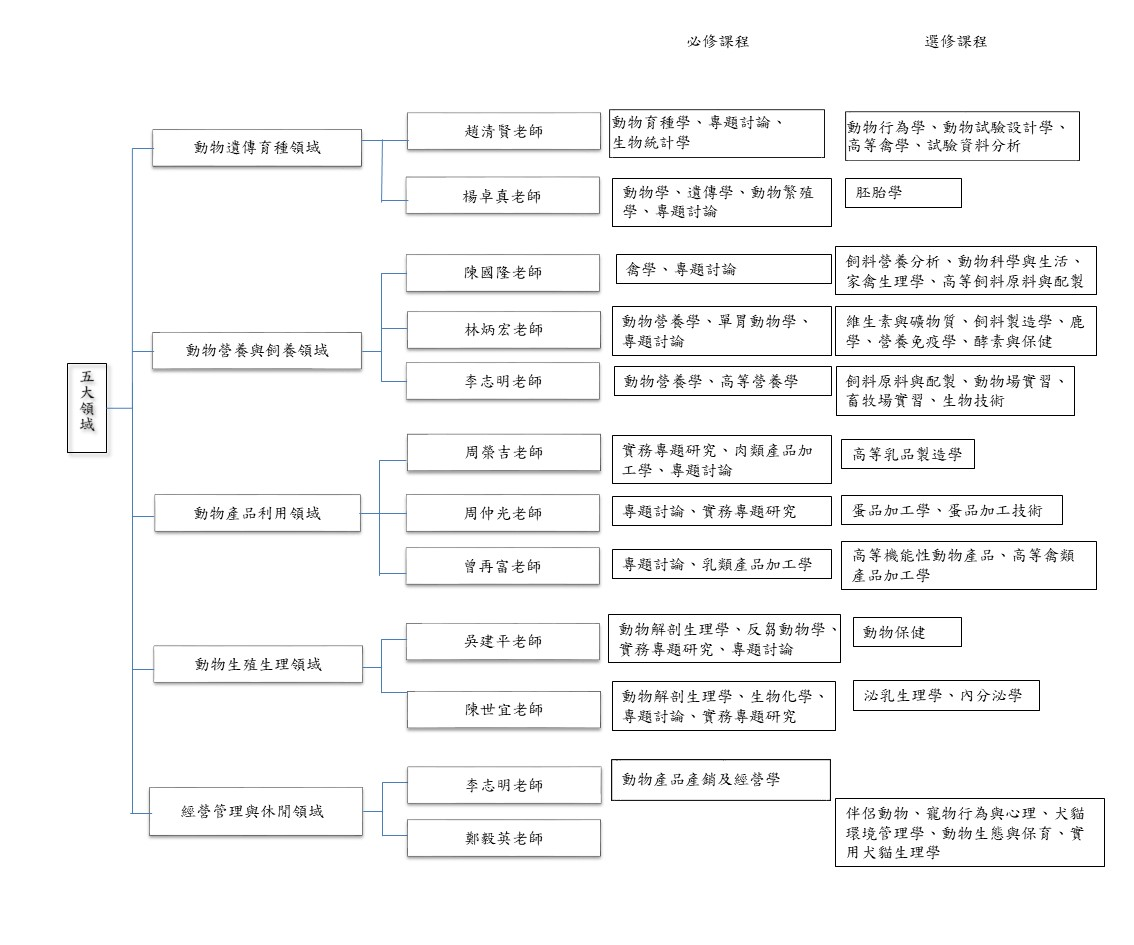 必修課程
選修課程
五大領域
動物遺傳育種領域
趙清賢老師
動物育種學、專題討論、
生物統計學
動物行為學、動物試驗設計學、
高等禽學、試驗資料分析
楊卓真老師
動物學、遺傳學、動物繁殖
學、專題討論
胚胎學
動物營養與飼養領域
陳國隆老師
禽學、專題討論
飼料營養分析、動物科學與生活、
家禽生理學、高等飼料原料與配製
林炳宏老師
動物營養學、單胃動物學、
專題討論
維生素與礦物質、飼料製造學、鹿
學、營養免疫學、酵素與保健
李志明老師
動物營養學、高等營養學
飼料原料與配製、動物場實習、
畜牧場實習、生物技術
動物產品利用領域
周榮吉老師
實務專題研究、肉類產品加
工學、專題討論
高等乳品製造學
周仲光老師
專題討論、實務專題研究
蛋品加工學、蛋品加工技術
曾再富老師
專題討論、乳類產品加工學
高等機能性動物產品、高等禽類
產品加工學
動物生殖生理領域
吳建平老師
動物解剖生理學、反芻動物學、
實務專題研究、專題討論
動物保健
陳世宜老師
動物解剖生理學、生物化學、
專題討論、實務專題研究
泌乳生理學、內分泌學
經營管理與休閒領域
李志明老師
動物產品產銷及經營學
鄭毅英老師
伴侶動物、寵物行為與心理、犬貓
環境管理學、動物生態與保育、實
用犬貓生理學